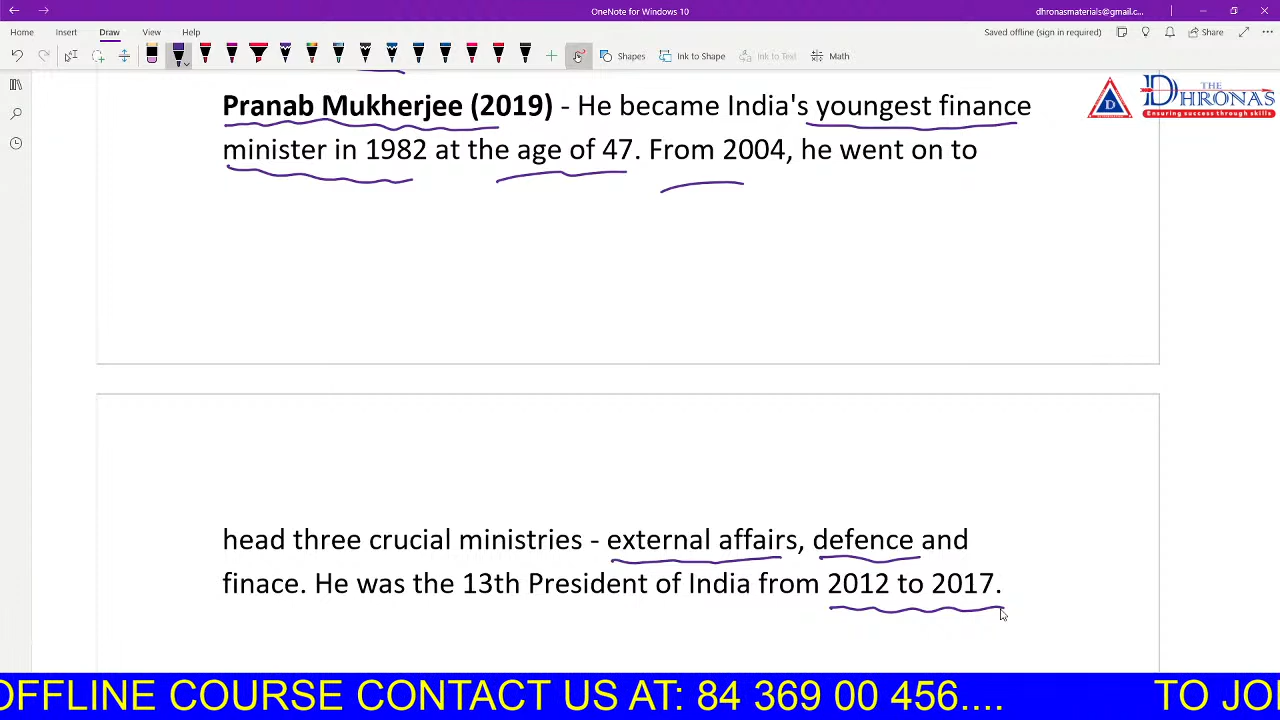 OneNote for Windows 10
dhronasmaterials@gmail.c...
Home Insert Draw View Help
Saved offline (sign in required) Share
Shapes Ink to Shape Ink to Text Math
THE
DHRONAS
Ensuring success through skills
Pranab Mukherjee (2019) - He became India's youngest finance
minister in 1982 at the age of 47. From 2004, he went on to
head three crucial ministries - external affairs, defence and
finace. He was the 13th President of India from 2012 to 2017.
OFFLINE COURSE CONTACT US AT: 84 369 00 456.... TO JOI